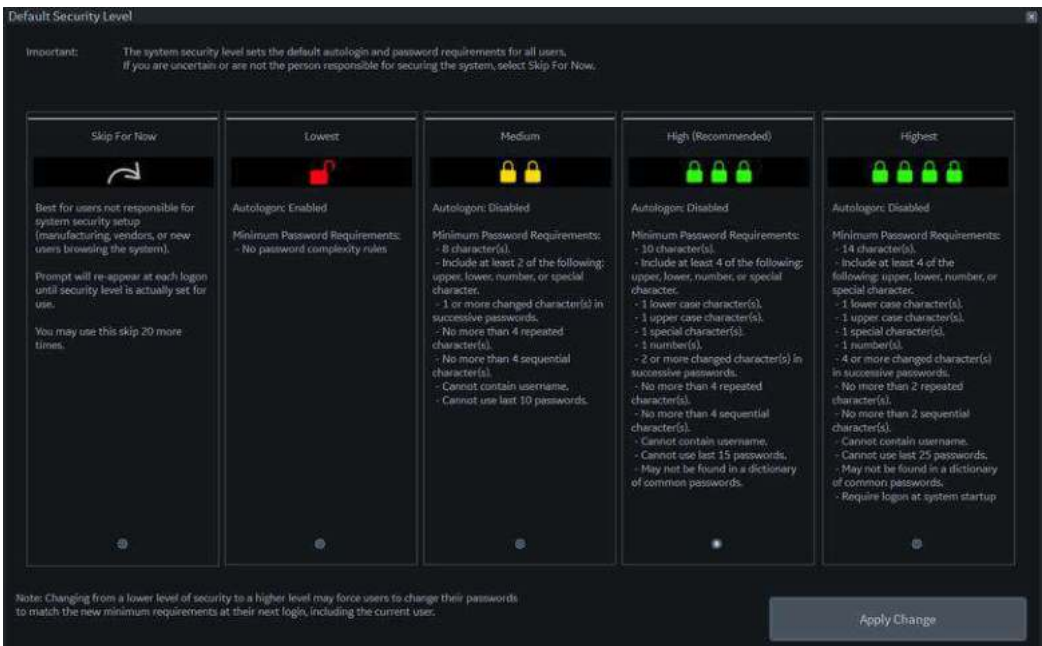 Default Security Level
Important: The system security level sets the default autologin and password requirements for all users.
If you are uncertain or are not the person responsible for securing the system, select Skip For Now.
Skip For Now
Best for users not responsible for
system security setup
(manufacturing, vendors, or new
users browsing the system).
Prompt will re-appear at each logon
until security level is actually set for
use.
You may use this skip 20 more
times.
Lowest
Autologon: Enabled
Minimum Password Requirements:
- No password complexity rules
Medium
Autologon: Disabled
Minimum Password Requirements:
- 8 character(s).
- Include at least 2 of the following:
upper, lower, number, or special
character.
- 1 or more changed character(s) in
successive passwords.
- No more than 4 repeated
character(s).
- No more than 4 sequential
character(s).
- Cannot contain username.
- Cannot use last 10 passwords.
High (Recommended)
Autologon: Disabled
Minimum Password Requirements:
- 10 character(s).
- Include at least 4 of the following:
upper, lower, number, or special
character.
- 1 lower case character(s).
- 1 upper case character(s).
- 1 special character(s).
- 1 number(s).
- 2 or more changed character(s) in
successive passwords.
- No more than 4 repeated
character(s).
- No more than 4 sequential
character(s).
- Cannot contain username.
- Cannot use last 15 passwords.
- May not be found in a dictionary
of common passwords.
Highest
Autologon: Disabled
Minimum Password Requirements:
- 14 character(s).
- Include at least 4 of the
following: upper, lower, number, or
special character.
- 1 lower case character(s).
- 1 upper case character(s).
- 1 special character(s).
- 1 number(s).
- 4 or more changed character(s)
in successive passwords.
- No more than 2 repeated
character(s).
- No more than 2 sequential
character(s).
- Cannot contain username.
- Cannot use last 25 passwords.
- May not be found in a dictionary
of common passwords.
- Require logon at system startup
Note: Changing from a lower level of security to a higher level may force users to change their passwords
to match the new minimum requirements at their next login, including the current user.
Apply Change